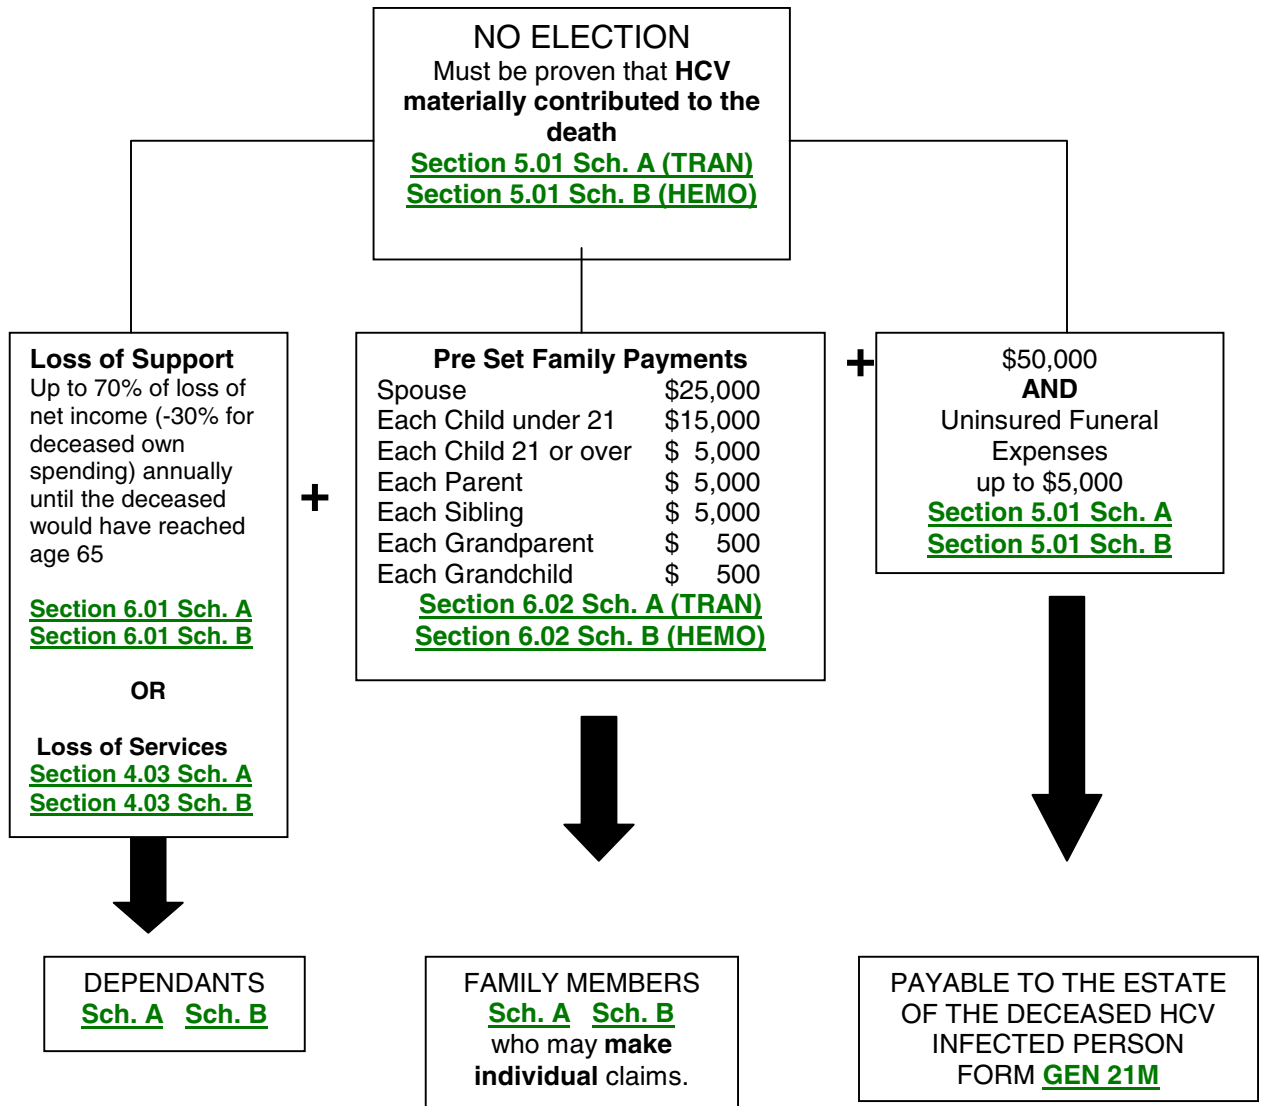 NO ELECTION
Must be proven that HCV
materially contributed to the
death
Section 5.01 Sch. A (TRAN)
Section 5.01 Sch. B (HEMO)
Loss of Support
Up to 70% of loss of
net income (-30% for
deceased own
spending) annually
until the deceased
would have reached
age 65
Section 6.01 Sch. A
Section 6.01 Sch. B
OR
Loss of Services
Section 4.03 Sch. A
Section 4.03 Sch. B
+
Pre Set Family Payments
Spouse $25,000
Each Child under 21 $15,000
Each Child 21 or over $ 5,000
Each Parent $ 5,000
Each Sibling $ 5,000
Each Grandparent $ 500
Each Grandchild $ 500
Section 6.02 Sch. A (TRAN)
Section 6.02 Sch. B (HEMO)
+
$50,000
AND
Uninsured Funeral
Expenses
up to $5,000
Section 5.01 Sch. A
Section 5.01 Sch. B
DEPENDANTS
Sch. A Sch. B
FAMILY MEMBERS
Sch. A Sch. B
who may make
individual claims.
PAYABLE TO THE ESTATE
OF THE DECEASED HCV
INFECTED PERSON
FORM GEN 21M